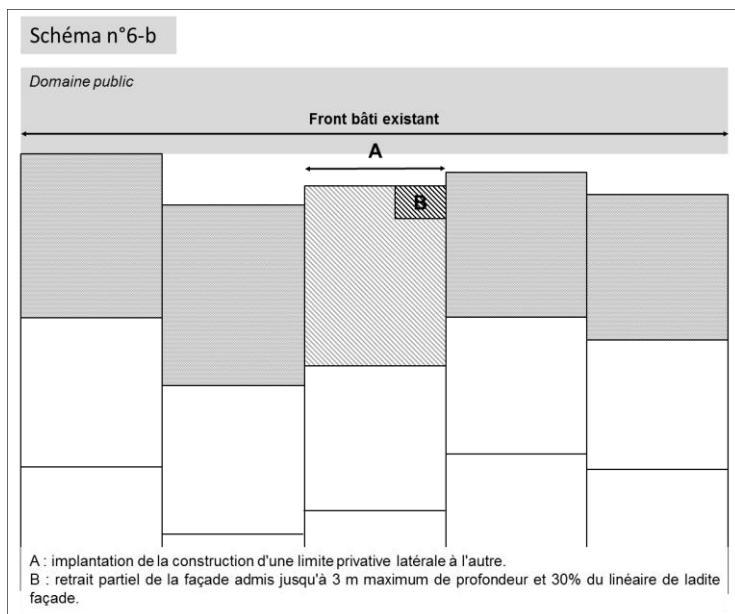 Schéma n°6-b
Domaine public
Front bâti existant
A
B
A : implantation de la construction d'une limite privative latérale à l'autre.
B : retrait partiel de la façade admis jusqu'à 3 m maximum de profondeur et 30% du linéaire de ladite
façade.